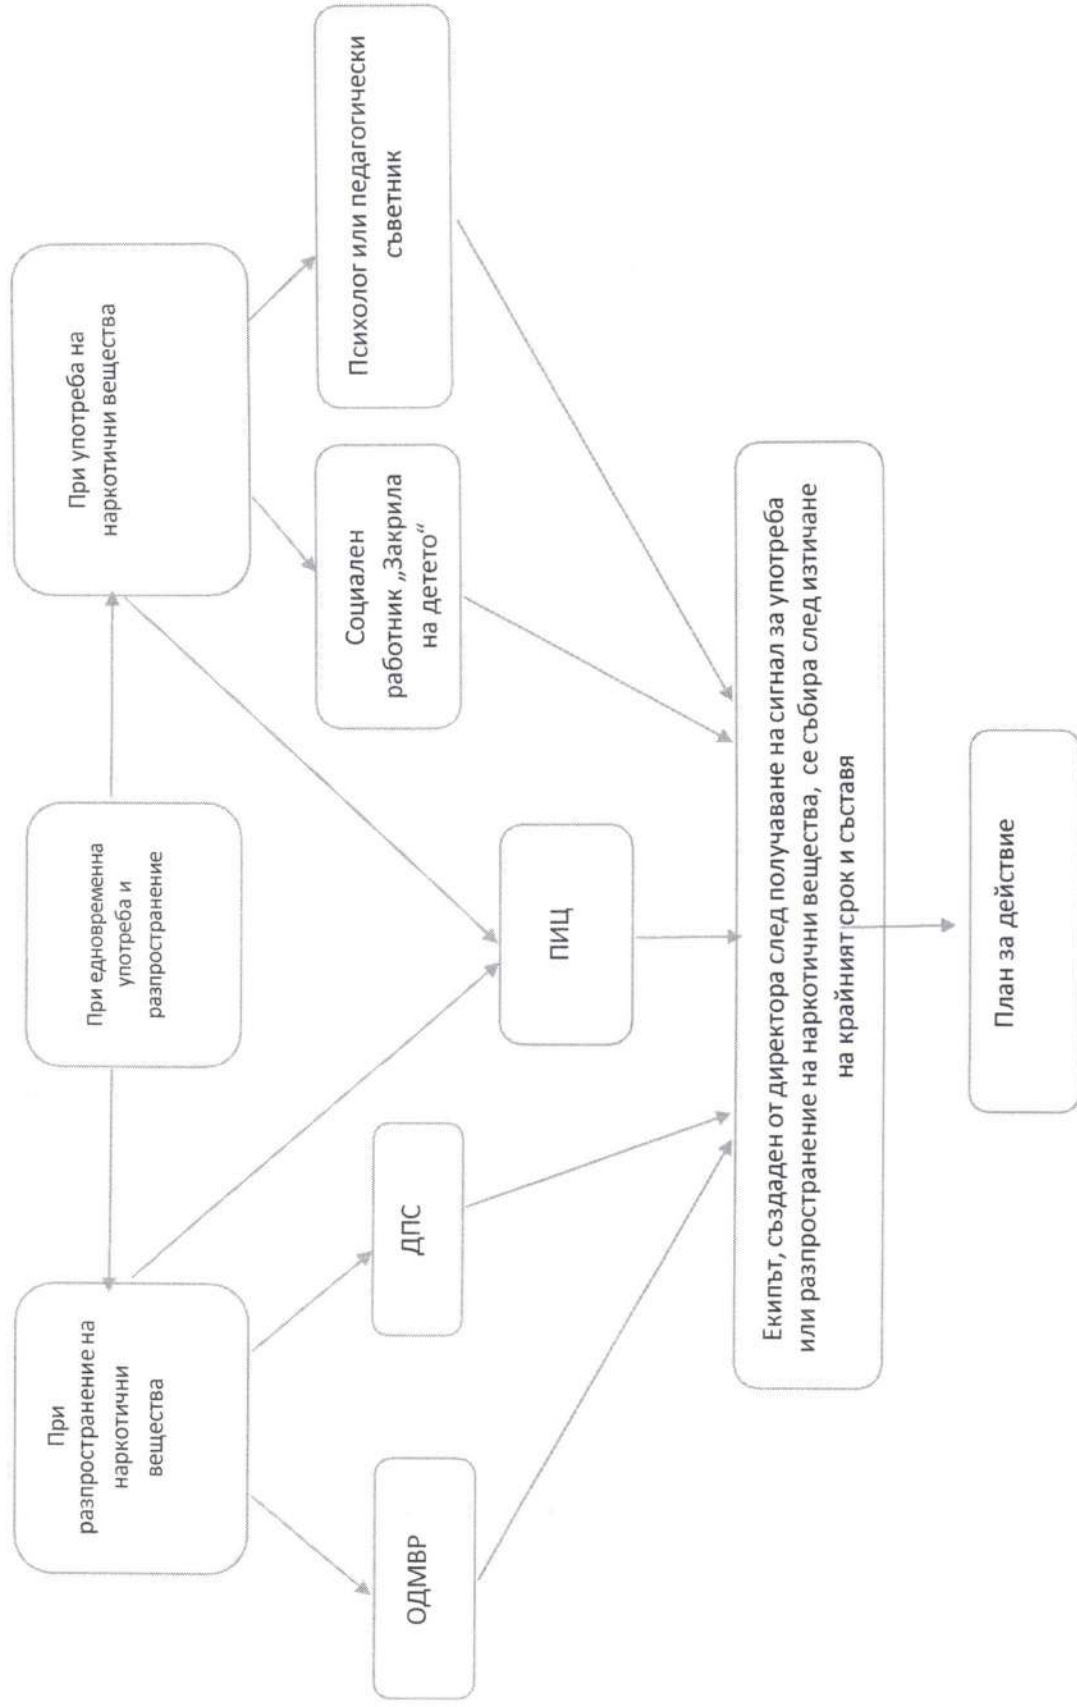 При
разпространение на
наркотични
вещества
При едновременна
употреба и
разпространение
При употреба на
наркотични вещества
ОДМВР
ДПС
ПИЦ
Социален
работник „Закрила
на детето“
Психолог или педагогически
съветник
Екипът, създаден от директора след получаване на сигнал за употреба
или разпространение на наркотични вещества, се събира след изтичане
на крайният срок и съставя
План за действие